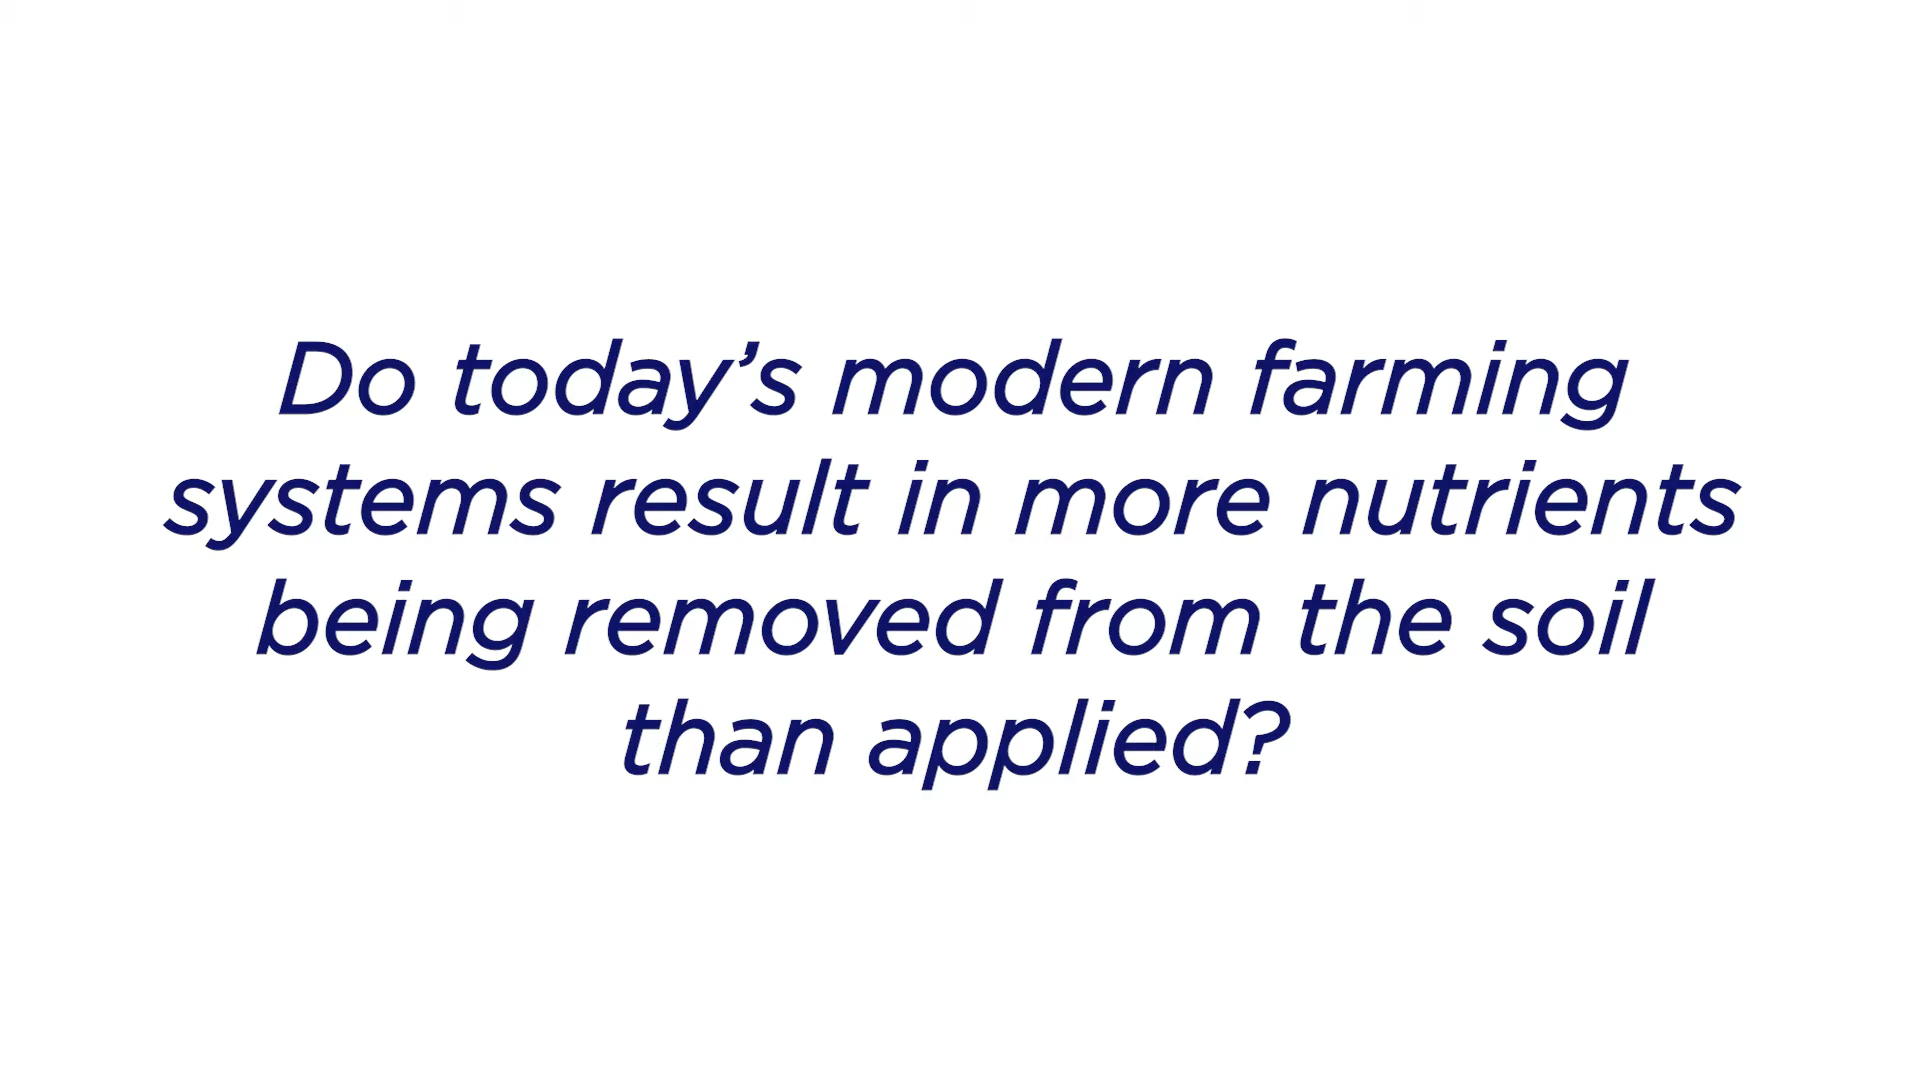 Do today’s modern farming
systems result in more nutrients
being removed from the soil
than applied?